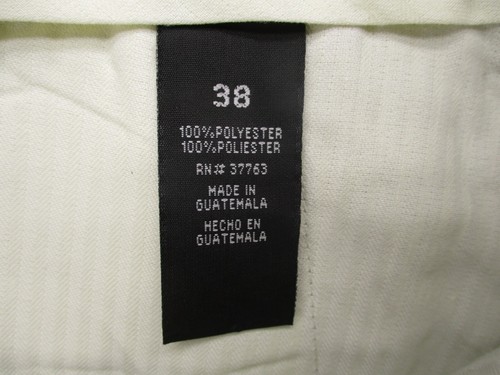 38
100%POLYESTER
100%POLIESTER
RN# 37763
MADE IN
GUATEMALA
HECHO EN
GUATEMALA